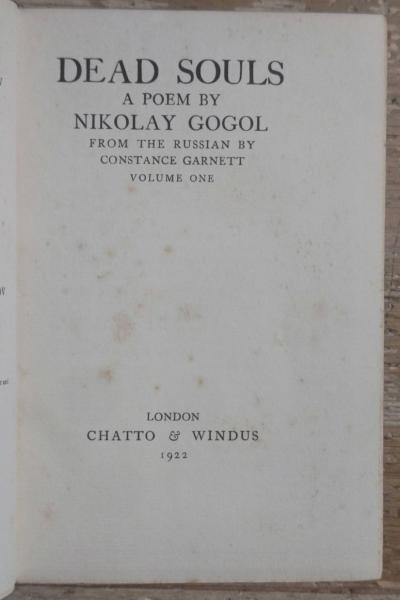 DEAD SOULS
A POEM BY
NIKOLAY GOGOL
FROM THE RUSSIAN BY
CONSTANCE GARNETT
VOLUME ONE
LONDON
CHATTO & WINDUS
1922